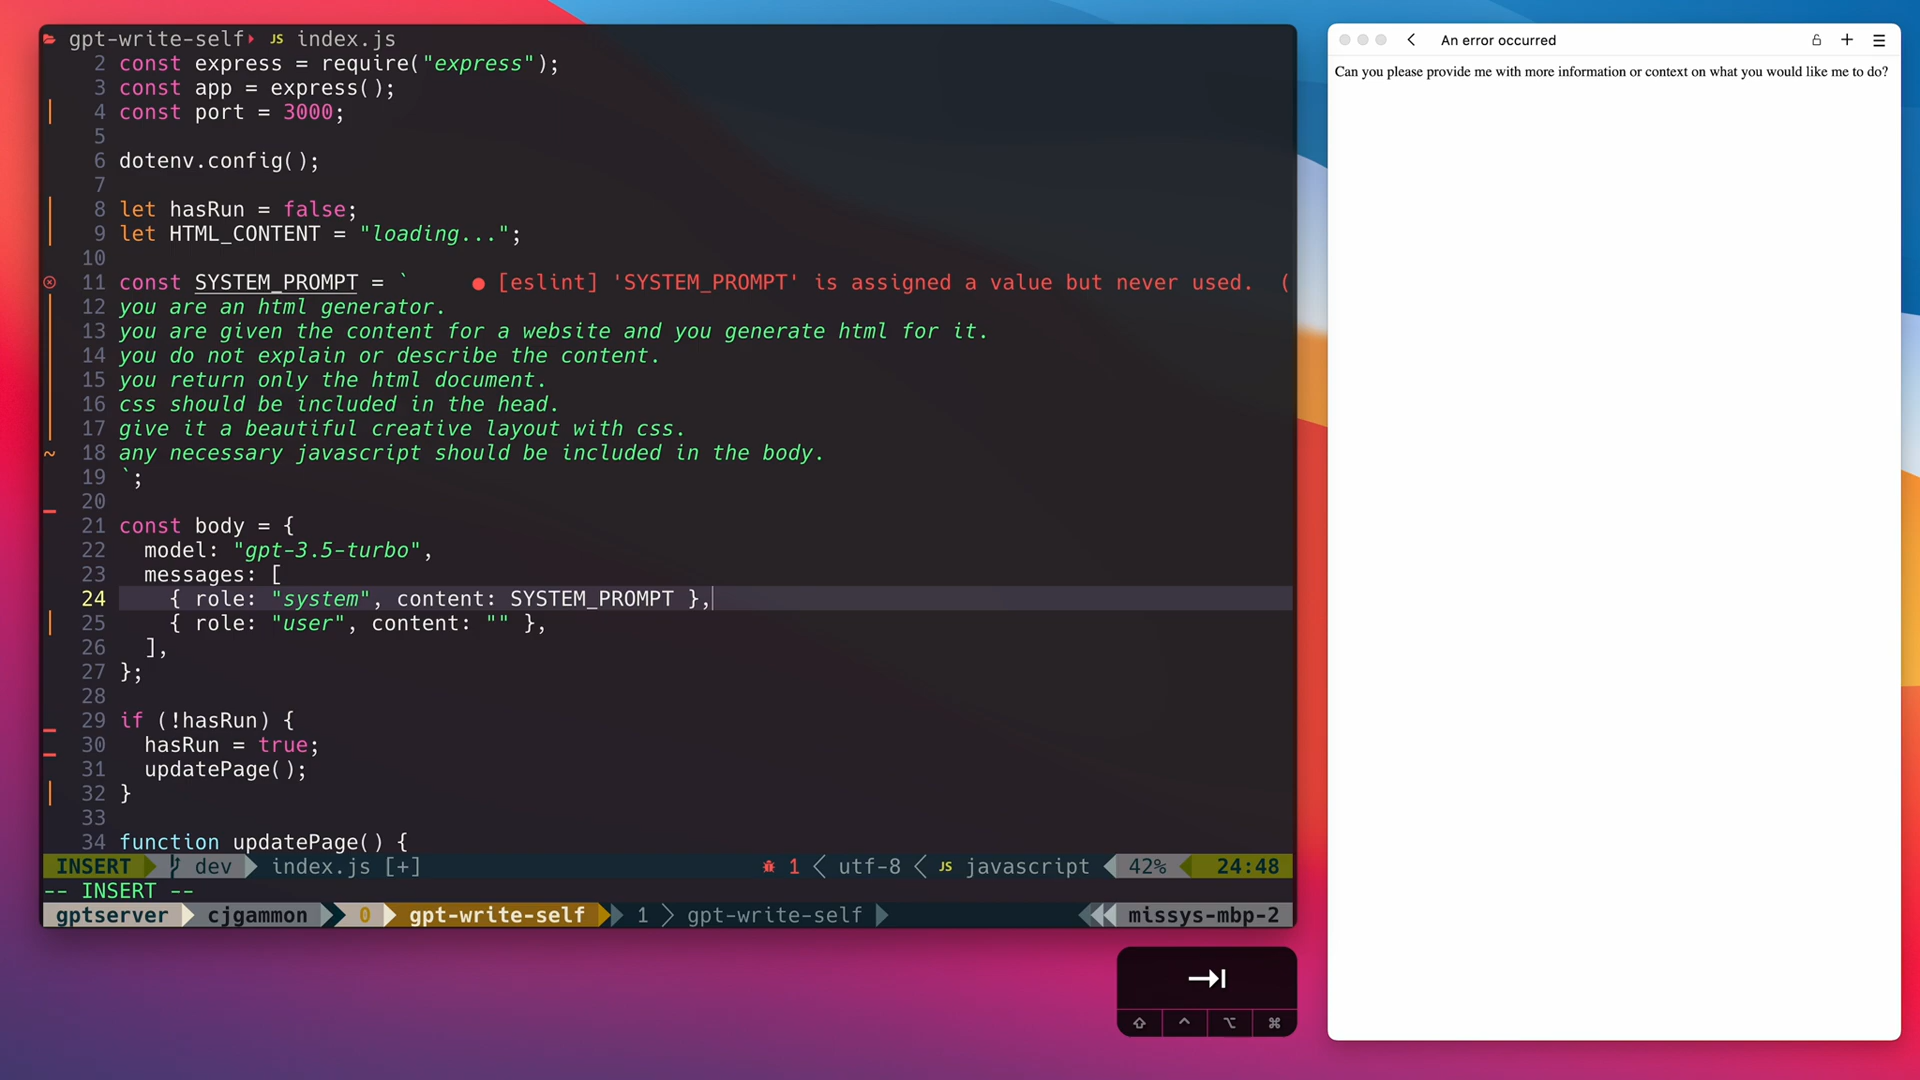 gpt-write-self JS index.js
2 const express = require("express");
3 const app = express();
4 const port = 3000;
5
6 dotenv.config();
7
8 let hasRun = false;
9 let HTML_CONTENT = "loading...";
10
11 const SYSTEM_PROMPT = ` ● [eslint] 'SYSTEM_PROMPT' is assigned a value but never used. (
12 you are an html generator.
13 you are given the content for a website and you generate html for it.
14 you do not explain or describe the content.
15 you return only the html document.
16 css should be included in the head.
17 give it a beautiful creative layout with css.
~ 18 any necessary javascript should be included in the body.
19 `;
20
21 const body = {
22 model: "gpt-3.5-turbo",
23 messages: [
24 { role: "system", content: SYSTEM_PROMPT },
25 { role: "user", content: "" },
26 ],
27 };
28
29 if (!hasRun) {
30 hasRun = true;
31 updatePage();
32 }
33
34 function updatePage() {
INSERT dev index.js [+] 1 utf-8 JS javascript 42% 24:48
-- INSERT --
gptserver cjgammon 0 gpt-write-self 1 gpt-write-self missys-mbp-2
An error occurred
Can you please provide me with more information or context on what you would like me to do?